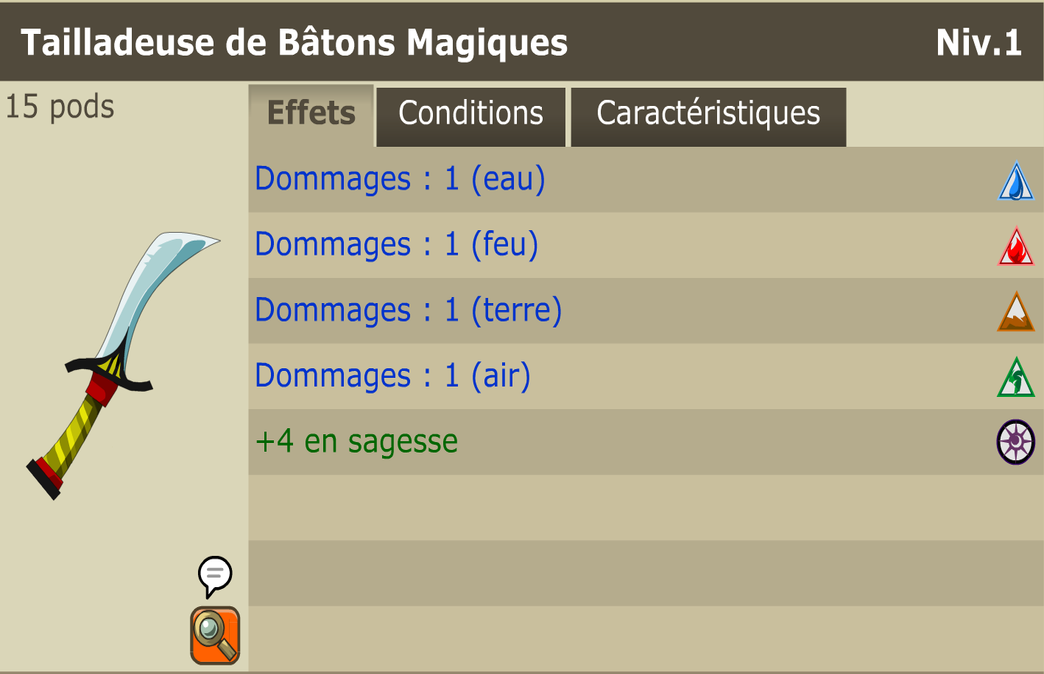 Tailladeuse de Bâtons Magiques Niv.1
15 pods
Effets Conditions Caractéristiques
Dommages : 1 (eau)
Dommages : 1 (feu)
Dommages : 1 (terre)
Dommages : 1 (air)
+4 en sagesse